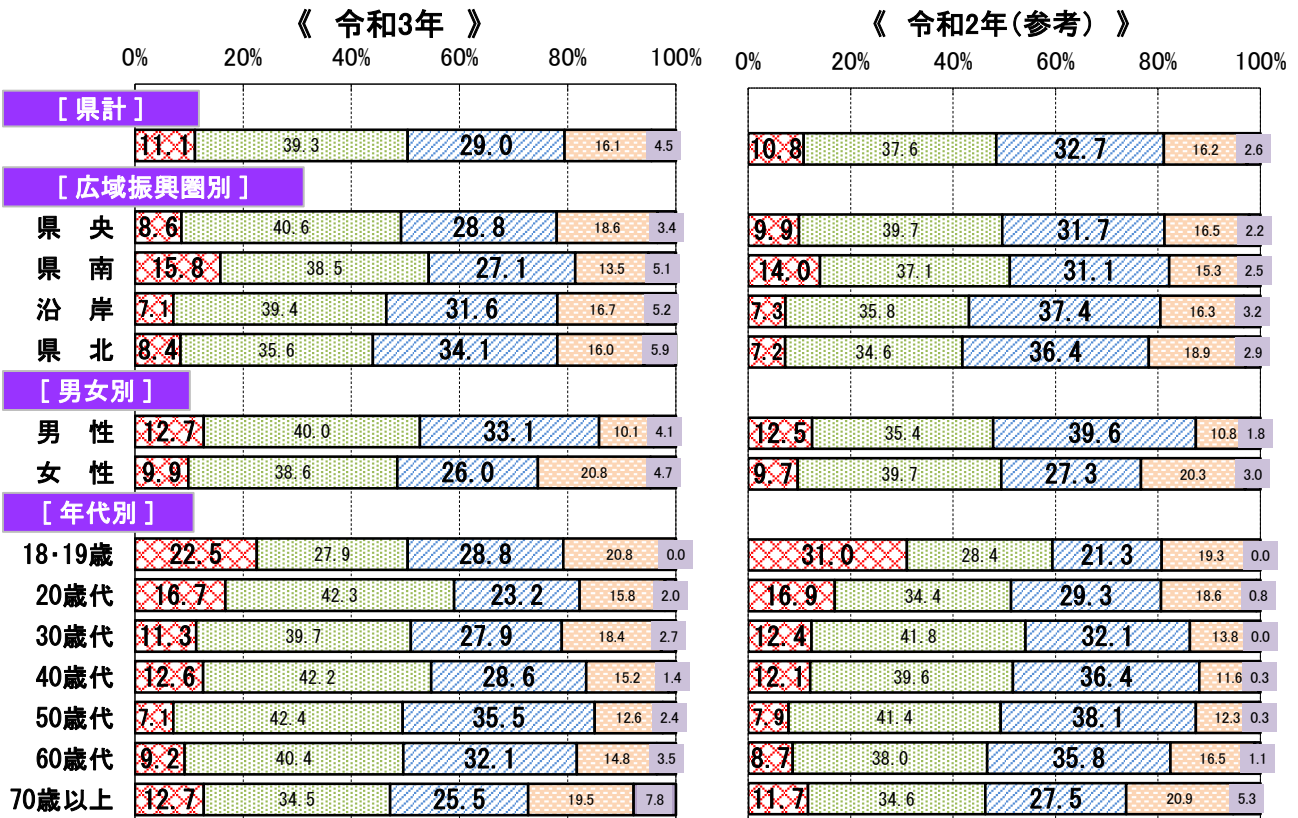 《 令和3年 》 《 令和2年(参考) 》
0% 20% 40% 60% 80% 100% 0% 20% 40% 60% 80% 100%
[ 県計 ]
11.1 39.3 29.0 16.1 4.5 10.8 37.6 32.7 16.2 2.6
[ 広域振興圏別 ]
県 央 8.6 40.6 28.8 18.6 3.4 9.9 39.7 31.7 16.5 2.2
県 南 15.8 38.5 27.1 13.5 5.1 14.0 37.1 31.1 15.3 2.5
沿 岸 7.1 39.4 31.6 16.7 5.2 7.3 35.8 37.4 16.3 3.2
県 北 8.4 35.6 34.1 16.0 5.9 7.2 34.6 36.4 18.9 2.9
[ 男女別 ]
男 性 12.7 40.0 33.1 10.1 4.1 12.5 35.4 39.6 10.8 1.8
女 性 9.9 38.6 26.0 20.8 4.7 9.7 39.7 27.3 20.3 3.0
[ 年代別 ]
18・19歳 22.5 27.9 28.8 20.8 0.0 31.0 28.4 21.3 19.3 0.0
20歳代 16.7 42.3 23.2 15.8 2.0 16.9 34.4 29.3 18.6 0.8
30歳代 11.3 39.7 27.9 18.4 2.7 12.4 41.8 32.1 13.8 0.0
40歳代 12.6 42.2 28.6 15.2 1.4 12.1 39.6 36.4 11.6 0.3
50歳代 7.1 42.4 35.5 12.6 2.4 7.9 41.4 38.1 12.3 0.3
60歳代 9.2 40.4 32.1 14.8 3.5 8.7 38.0 35.8 16.5 1.1
70歳以上 12.7 34.5 25.5 19.5 7.8 11.7 34.6 27.5 20.9 5.3